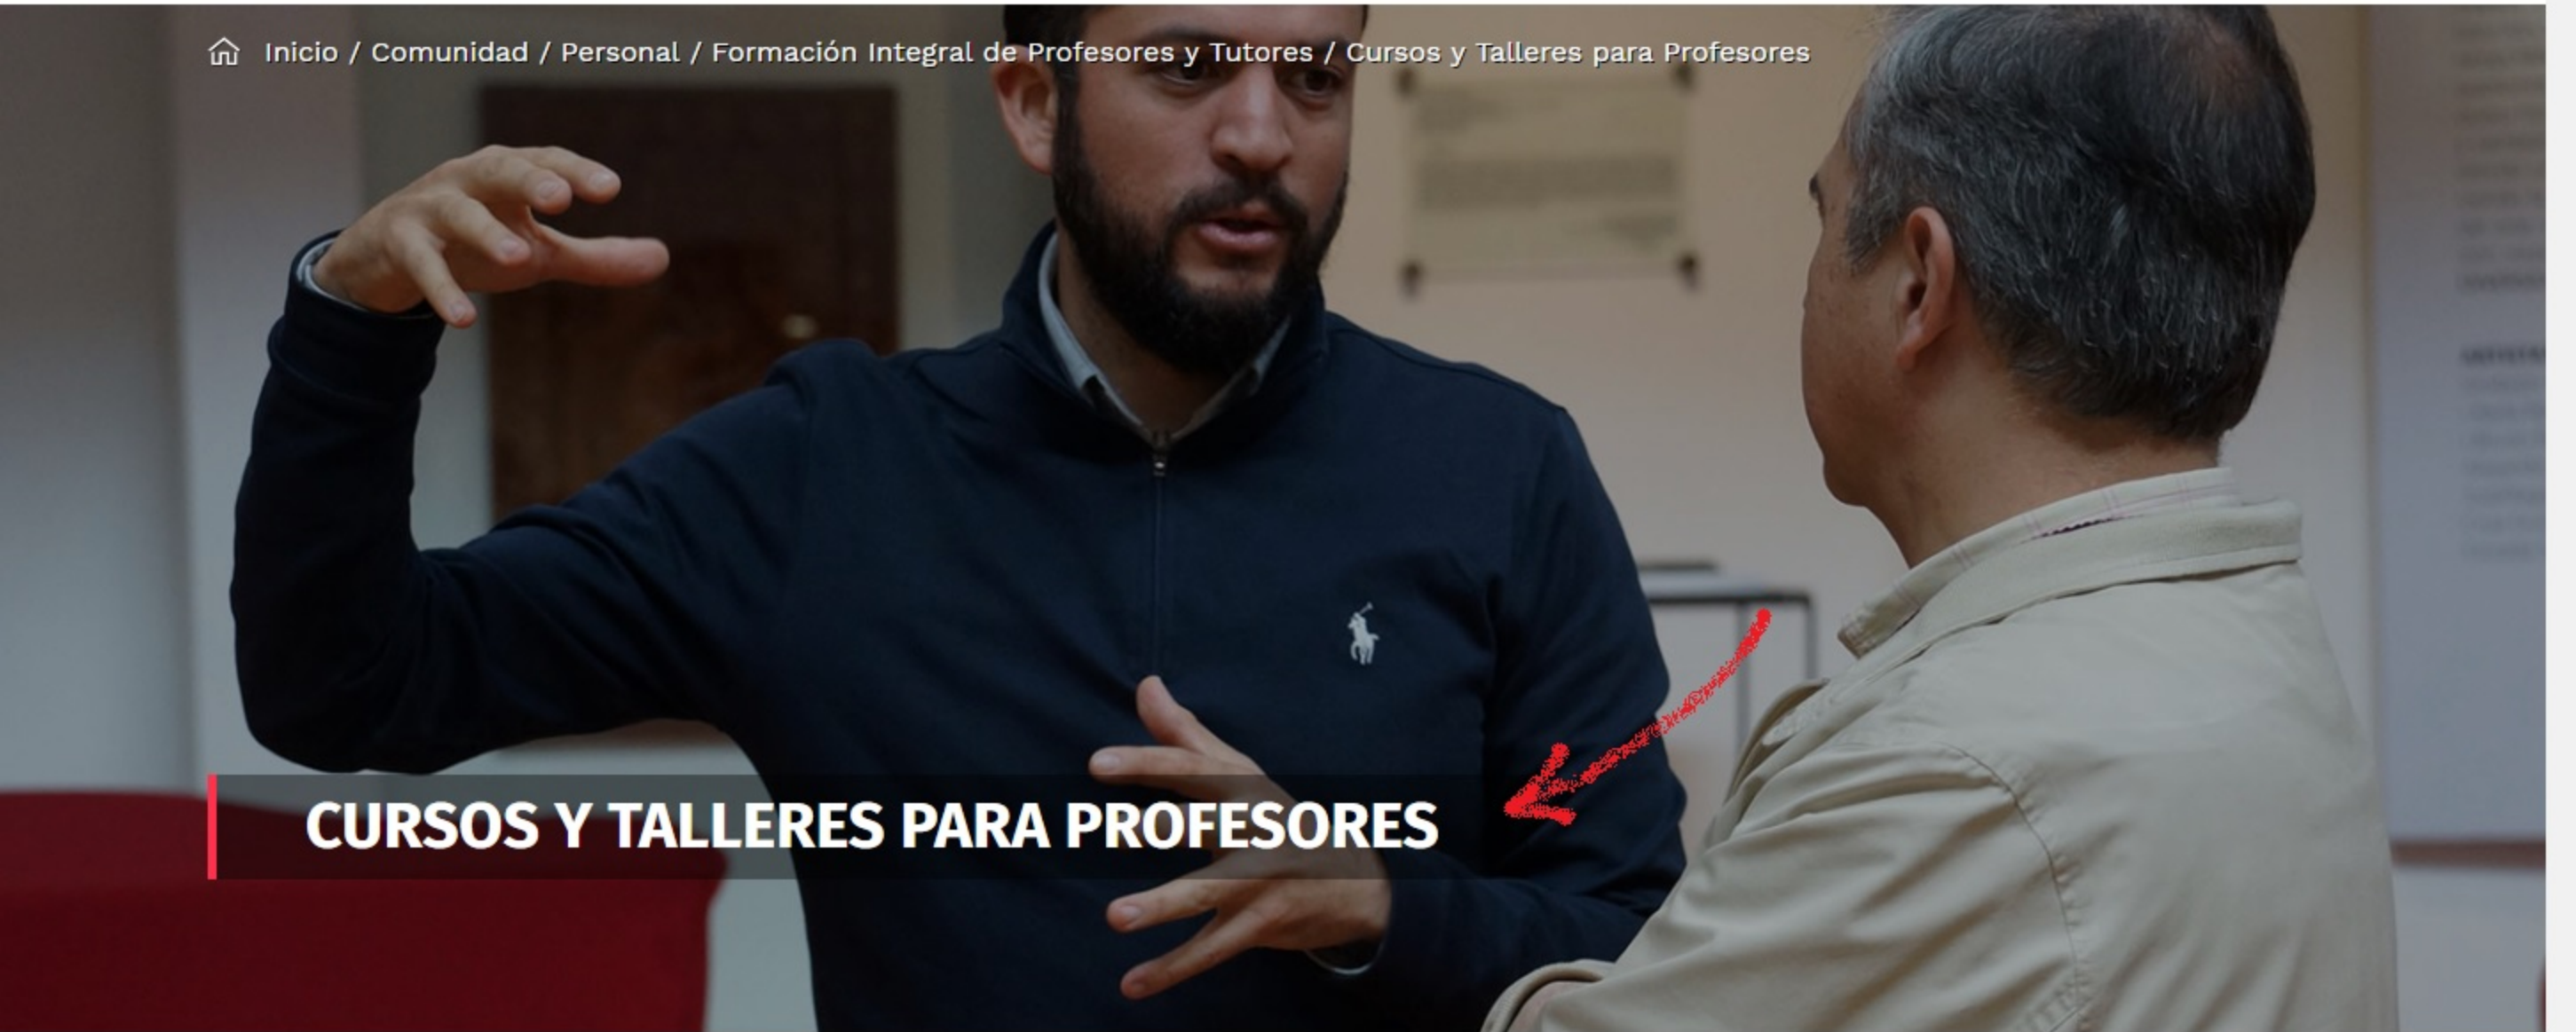 Inicio / Comunidad / Personal / Formación Integral de Profesores y Tutores / Cursos y Talleres para Profesores
CURSOS Y TALLERES PARA PROFESORES